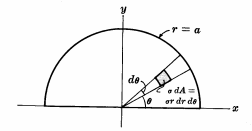 y
r = a
dθ
σ dA =
σr dr dθ
θ
x